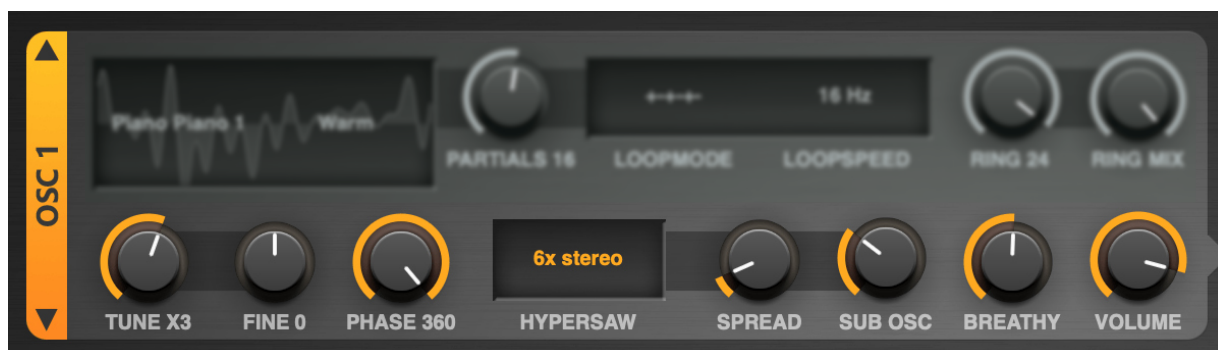 OSC 1
Piano Piano 1 Warm
16 Hz
PARTIALS 16 LOOPMODE LOOPSPEED RING 24 RING MIX
6x stereo
TUNE X3 FINE 0 PHASE 360 HYPERSAW SPREAD SUB OSC BREATHY VOLUME